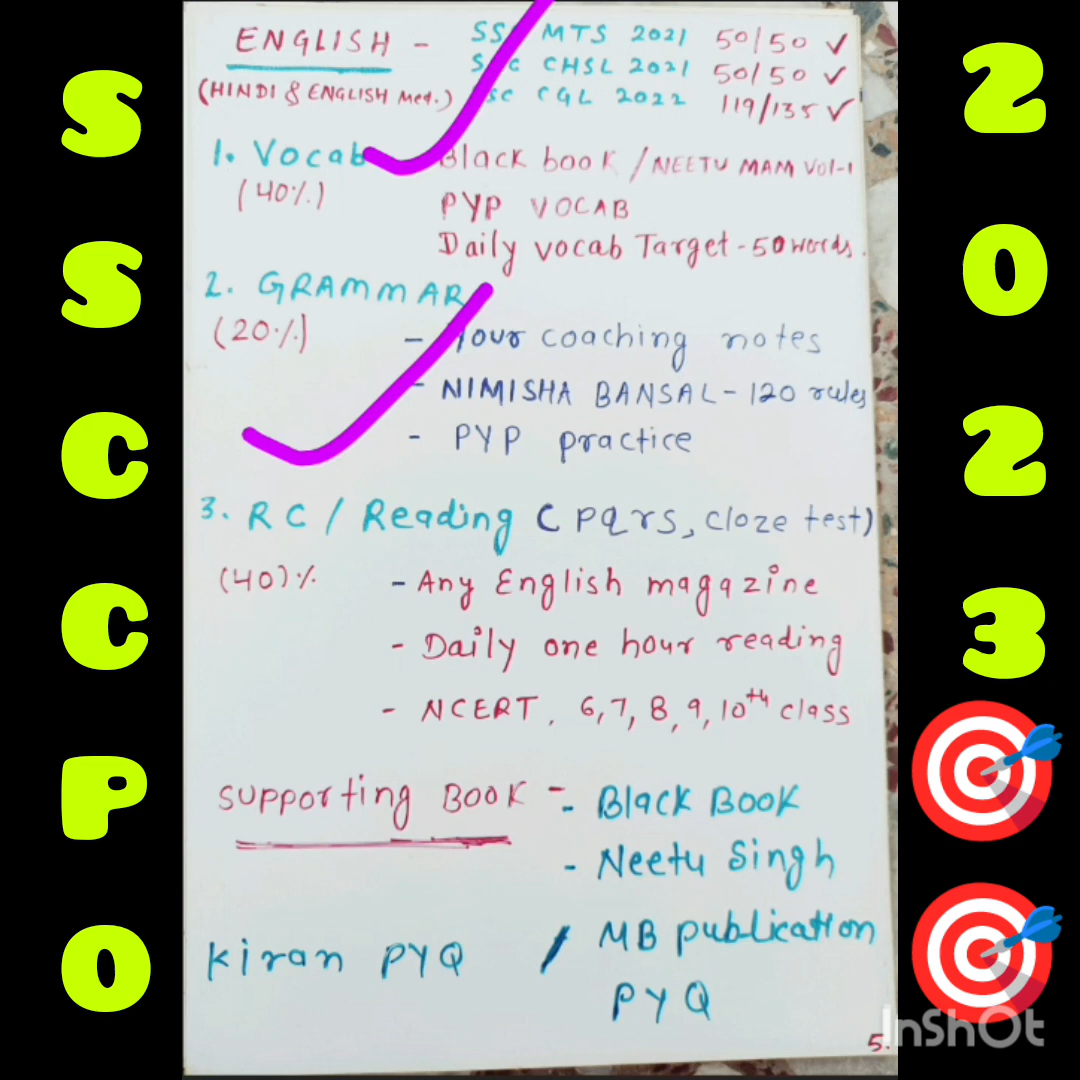 SSC CPO
2023
ENGLISH - SSC MTS 2021 50/50 ✓
SSC CHSL 2021 50/50 ✓
(HINDI & ENGLISH Med.) SSC CGL 2022 119/135 ✓
1. Vocab Black book / NEETU MAM Vol-1
(40%)
PYP VOCAB
Daily vocab Target - 50 words.
2. GRAMMAR
(20%)
- Your coaching notes
- NIMISHA BANSAL - 120 rules
- PYP practice
3. RC / Reading C PQRS, cloze test)
(40)%
- Any English magazine
- Daily one hour reading
- NCERT, 6,7,8,9,10th class
Supporting BOOK - - Black BOOK
- Neetu Singh
Kiran PYQ / MB publication
PYQ
5.
InShOt